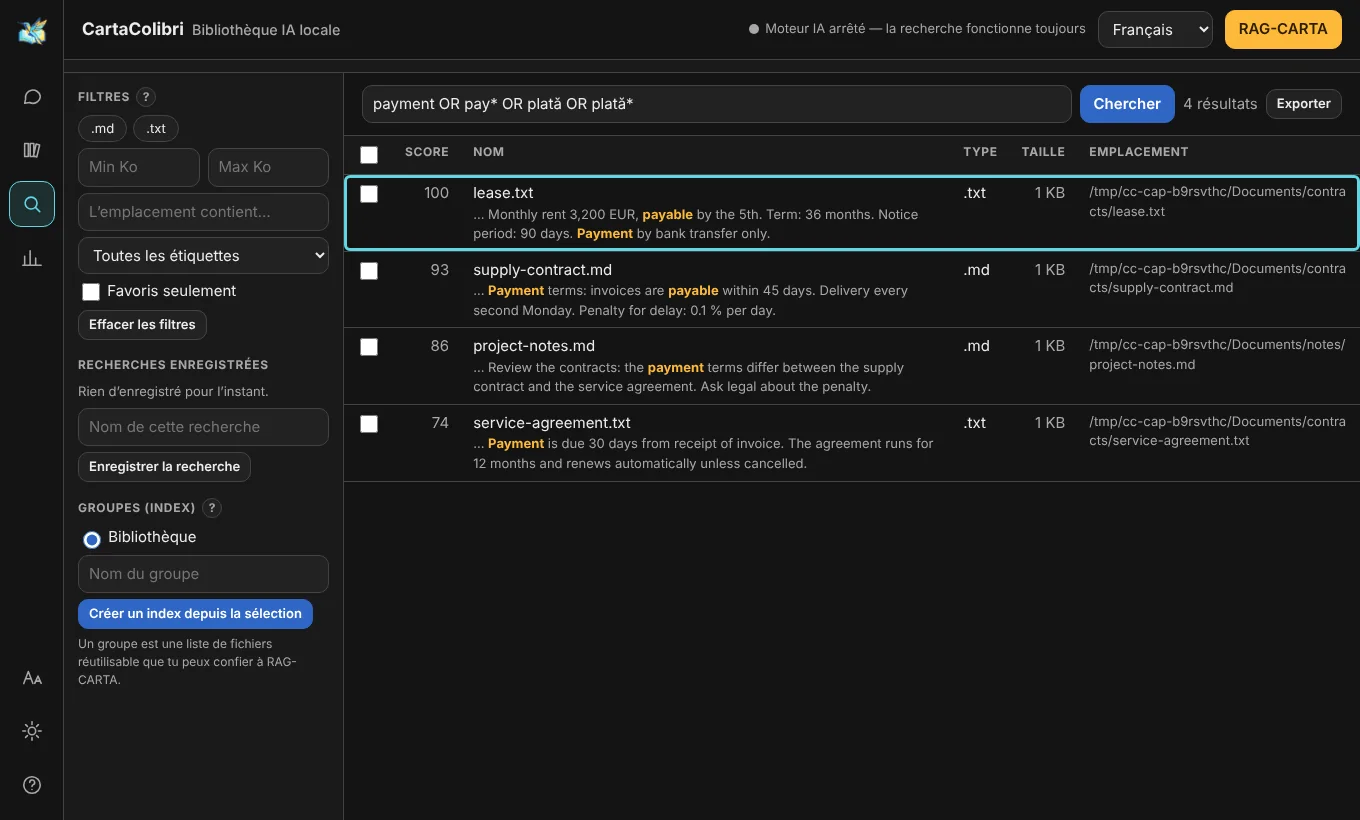 CartaColibri Bibliothèque IA locale
Moteur IA arrêté — la recherche fonctionne toujours
Français
RAG-CARTA
FILTRES ?
.md .txt
Min Ko Max Ko
L’emplacement contient…
Toutes les étiquettes
Favoris seulement
Effacer les filtres
RECHERCHES ENREGISTRÉES
Rien d’enregistré pour l’instant.
Nom de cette recherche
Enregistrer la recherche
GROUPES (INDEX) ?
Bibliothèque
Nom du groupe
Créer un index depuis la sélection
Un groupe est une liste de fichiers
réutilisable que tu peux confier à RAG-
CARTA.
AA
payment OR pay* OR plată OR plată*
Chercher
4 résultats
Exporter
SCORE NOM TYPE TAILLE EMPLACEMENT
100 lease.txt .txt 1 KB /tmp/cc-cap-b9rsvthc/Documents/contra
cts/lease.txt
... Monthly rent 3,200 EUR, payable by the 5th. Term: 36 months. Notice
period: 90 days. Payment by bank transfer only.
93 supply-contract.md .md 1 KB /tmp/cc-cap-b9rsvthc/Documents/contra
cts/supply-contract.md
... Payment terms: invoices are payable within 45 days. Delivery every
second Monday. Penalty for delay: 0.1 % per day.
86 project-notes.md .md 1 KB /tmp/cc-cap-b9rsvthc/Documents/notes/
project-notes.md
... Review the contracts: the payment terms differ between the supply
contract and the service agreement. Ask legal about the penalty.
74 service-agreement.txt .txt 1 KB /tmp/cc-cap-b9rsvthc/Documents/contra
cts/service-agreement.txt
... Payment is due 30 days from receipt of invoice. The agreement runs for
12 months and renews automatically unless cancelled.